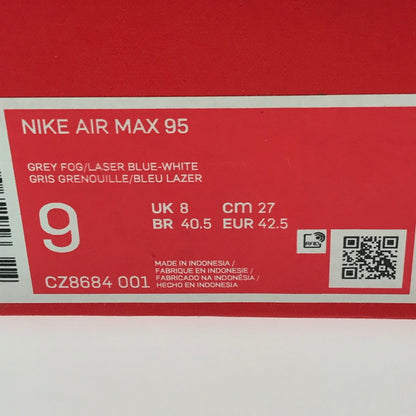 NIKE AIR MAX 95
GREY FOG/LASER BLUE-WHITE
GRIS GRENOUILLE/BLEU LAZER
9
UK 8 CM 27
BR 40.5 EUR 42.5
RFID
MADE IN INDONESIA /
FABRIQUE EN INDONESIE /
FABRICADO NA INDONÉSIA /
HECHO EN INDONESIA
CZ8684 001